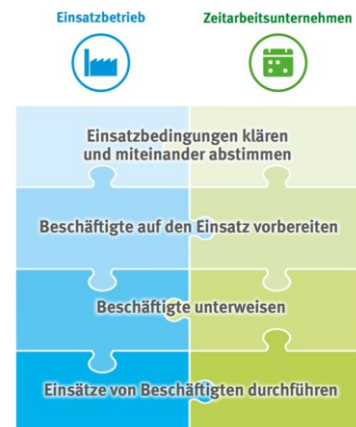 Einsatzbetrieb
Zeitarbeitsunternehmen
Einsatzbedingungen klären
und miteinander abstimmen
Beschäftigte auf den Einsatz vorbereiten
Beschäftigte unterweisen
Einsätze von Beschäftigten durchführen